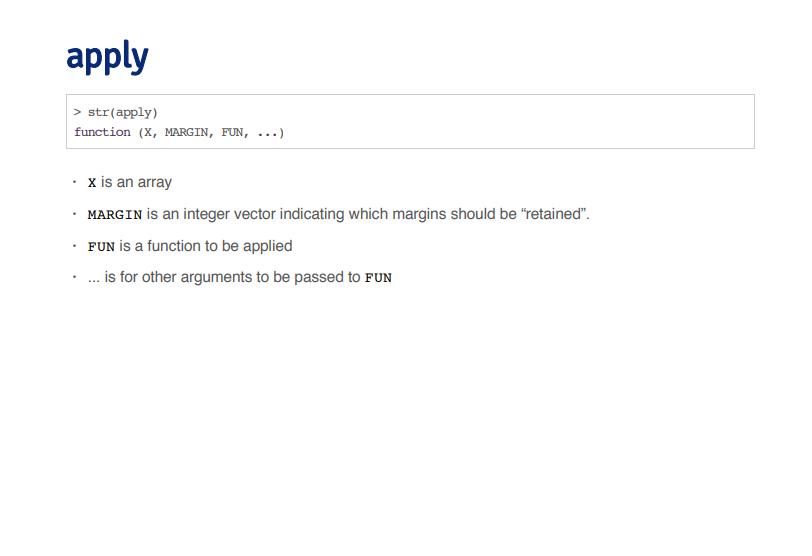 apply
> str(apply)
function (X, MARGIN, FUN, ...)
· X is an array
· MARGIN is an integer vector indicating which margins should be “retained”.
· FUN is a function to be applied
· ... is for other arguments to be passed to FUN